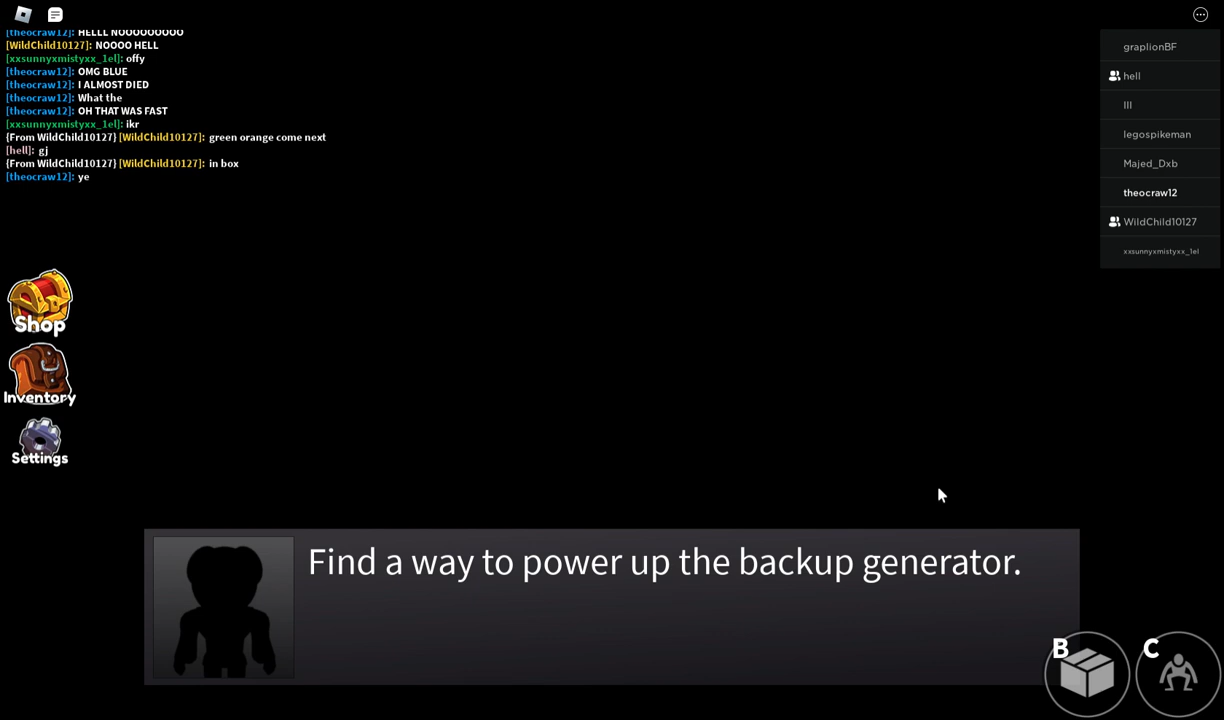 [theocraw12]: HELLL NOOOOOOOOO
[WildChild10127]: NOOOO HELL
[xxsunnyxmistyxx_1el]: offy
[theocraw12]: OMG BLUE
[theocraw12]: I ALMOST DIED
[theocraw12]: What the
[theocraw12]: OH THAT WAS FAST
[xxsunnyxmistyxx_1el]: ikr
{From WildChild10127} [WildChild10127]: green orange come next
[hell]: gj
{From WildChild10127} [WildChild10127]: in box
[theocraw12]: ye
graplionBF
hell
lll
legospikeman
Majed_Dxb
theocraw12
WildChild10127
xxsunnyxmistyxx_1el
Shop
Inventory
Settings
Find a way to power up the backup generator.
B
C